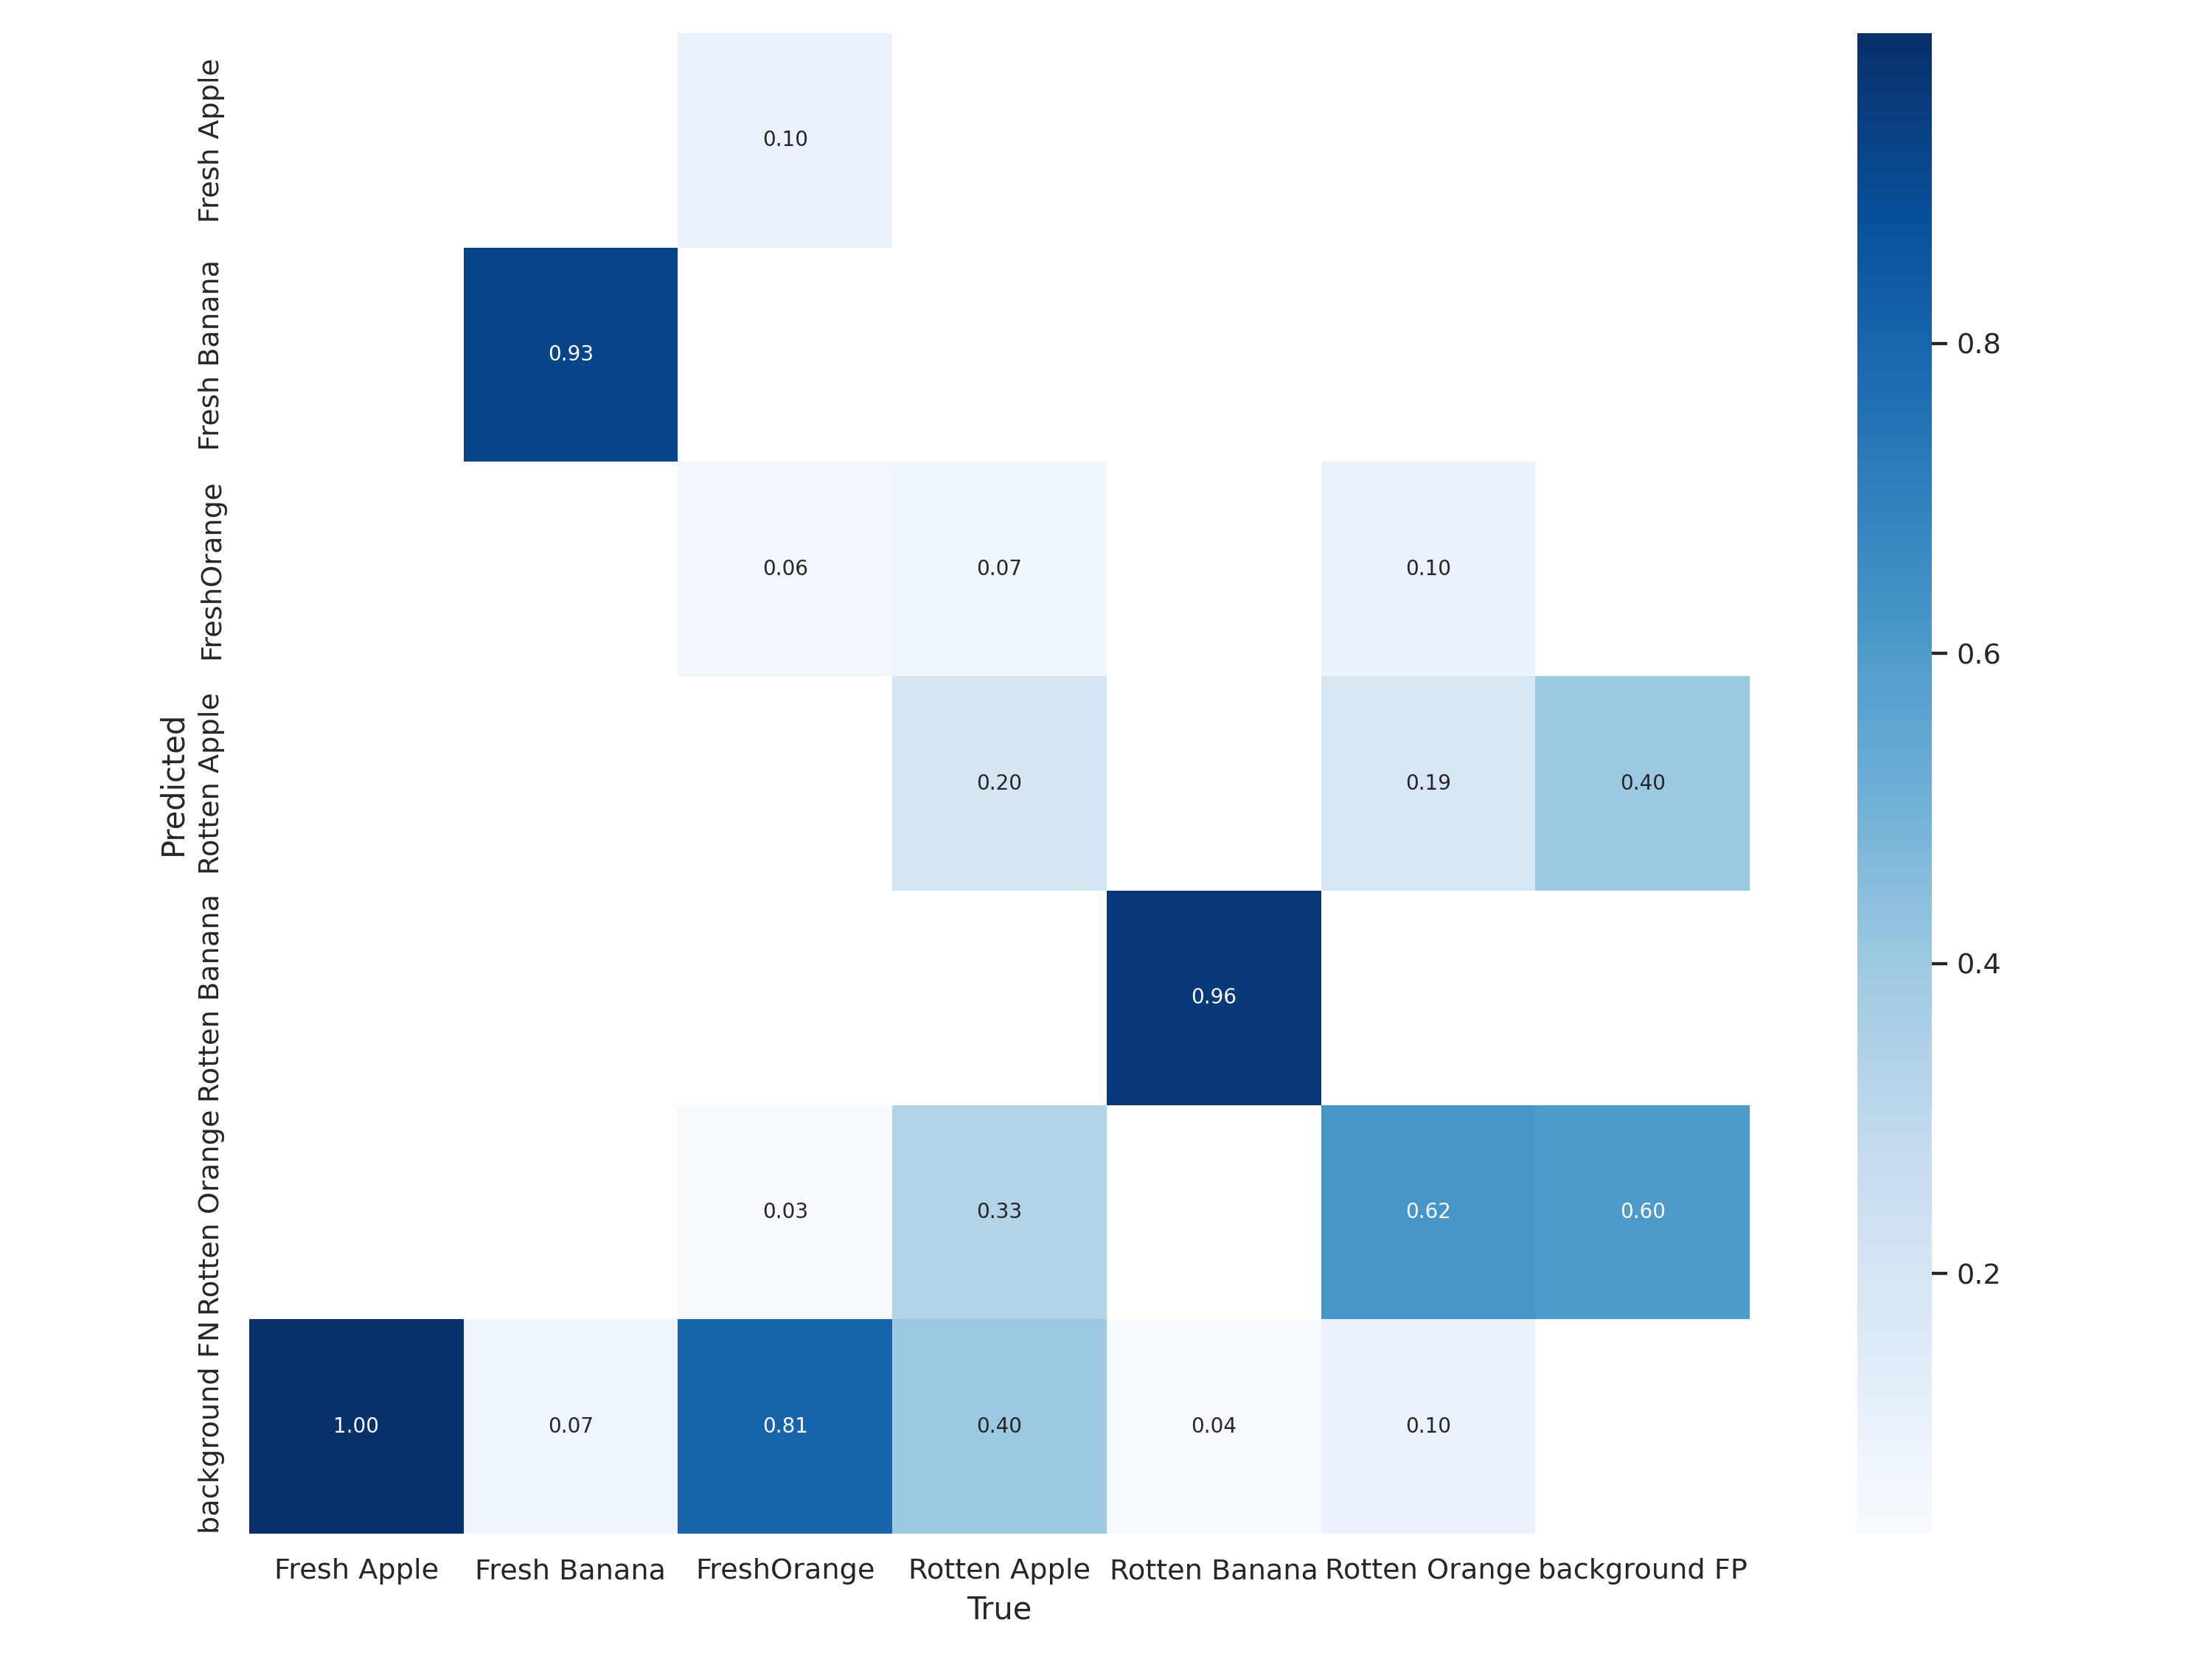 Fresh Apple
0.10
Fresh Banana
0.93
0.8
FreshOrange
0.06 0.07 0.10
0.6
Predicted
Rotten Apple
0.20 0.19 0.40
0.4
Rotten Banana
0.96
Rotten Orange
0.03 0.33 0.62 0.60
0.2
background FN
1.00 0.07 0.81 0.40 0.04 0.10
Fresh Apple Fresh Banana FreshOrange Rotten Apple Rotten Banana Rotten Orange background FP
True